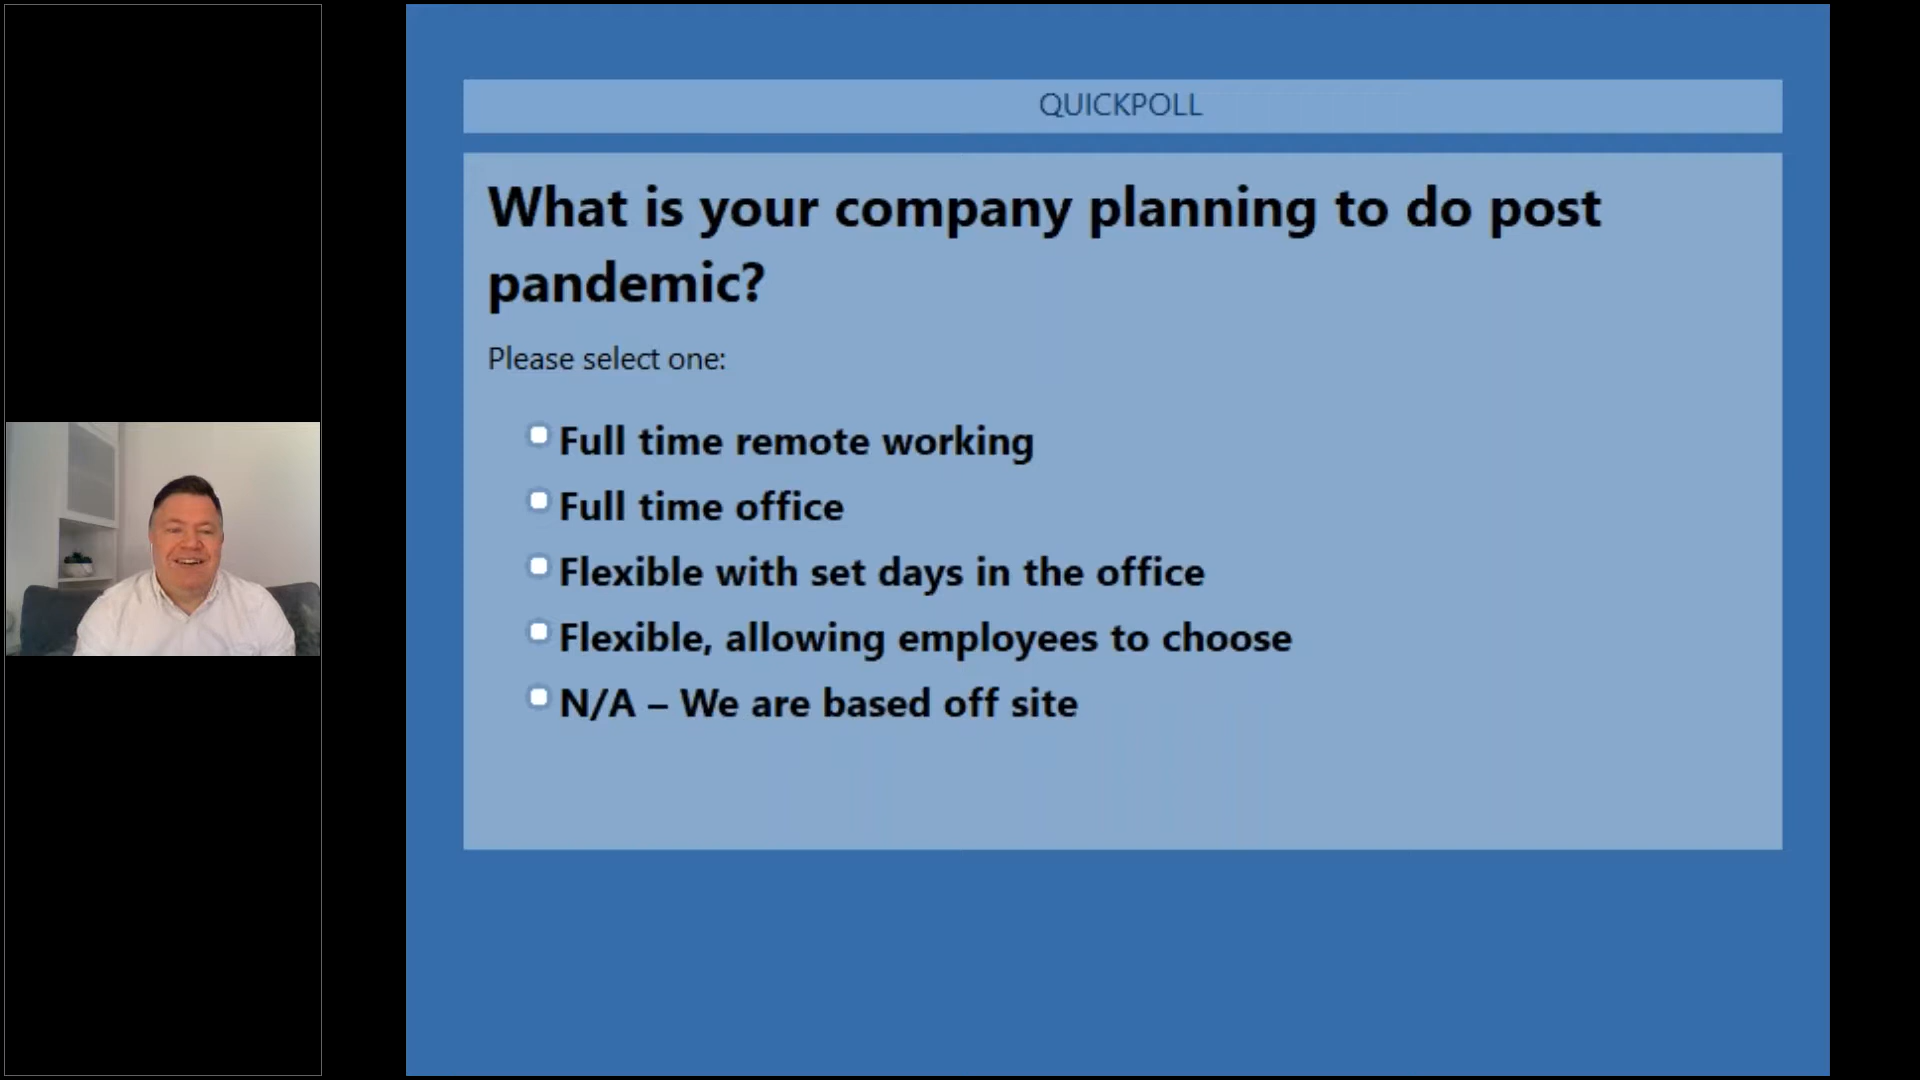 QUICKPOLL
What is your company planning to do post
pandemic?
Please select one:
Full time remote working
Full time office
Flexible with set days in the office
Flexible, allowing employees to choose
N/A – We are based off site